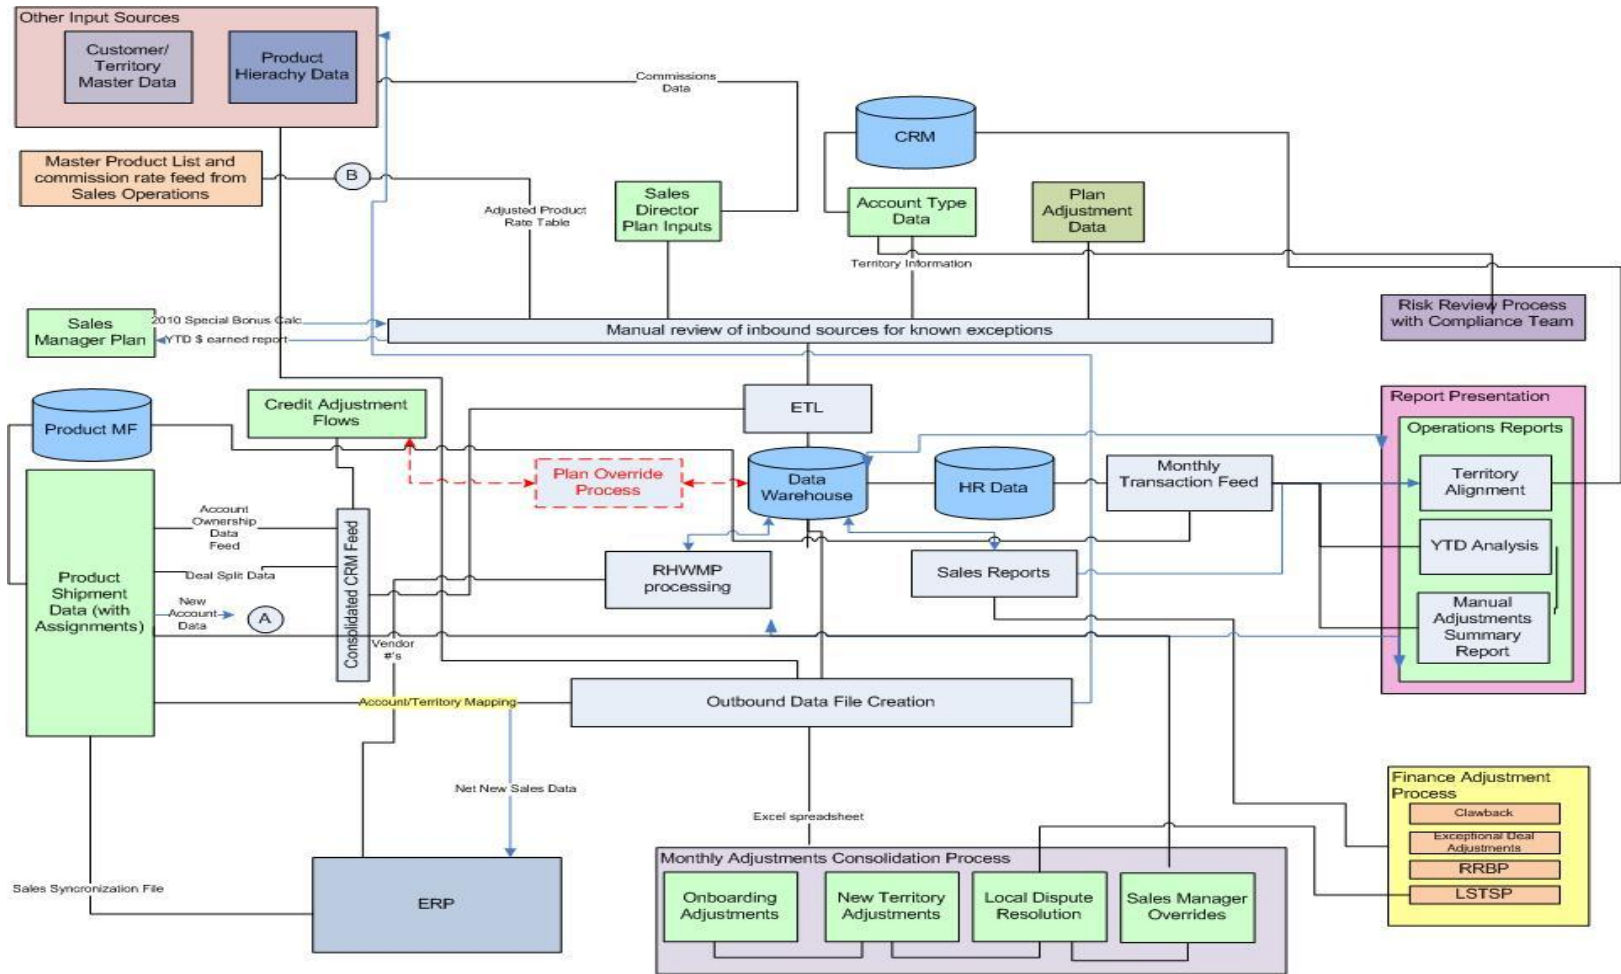 Other Input Sources
Customer/
Territory
Master Data
Product
Hierachy Data
Commissions
Data
CRM
Master Product List and
commission rate feed from
Sales Operations
B
Adjusted Product
Rate Table
Sales
Director
Plan Inputs
Account Type
Data
Plan
Adjustment
Data
Territory Information
Sales
Manager Plan
2010 Special Bonus Calc
YTD $ earned report
Manual review of inbound sources for known exceptions
Risk Review Process
with Compliance Team
Product MF
Credit Adjustment
Flows
ETL
Report Presentation
Operations Reports
Plan Override
Process
Data
Warehouse
HR Data
Monthly
Transaction Feed
Territory
Alignment
YTD Analysis
Manual
Adjustments
Summary
Report
Account
Ownership
Data
Feed
Deal Split Data
New
Account
Data
A
Product
Shipment
Data (with
Assignments)
Consolidated CRM Feed
RHWMP
processing
Sales Reports
Vendor
#'s
Account/Territory Mapping
Outbound Data File Creation
Net New Sales Data
Excel spreadsheet
Finance Adjustment
Process
Clawback
Exceptional Deal
Adjustments
RRBP
LSTSP
Sales Syncronization File
ERP
Monthly Adjustments Consolidation Process
Onboarding
Adjustments
New Territory
Adjustments
Local Dispute
Resolution
Sales Manager
Overrides